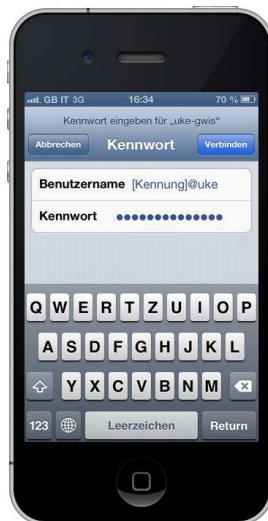 GB IT 3G 16:34 70 %
Kennwort eingeben für „uke-gwis“
Abbrechen Kennwort Verbinden
Benutzername [Kennung]@uke
Kennwort ●●●●●●●●●●●●●●
Q W E R T Z U I O P
A S D F G H J K L
Y X C V B N M
123 Leerzeichen Return